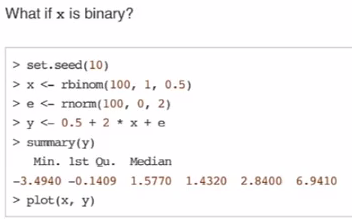 What if x is binary?
> set.seed(10)
> x <- rbinom(100, 1, 0.5)
> e <- rnorm(100, 0, 2)
> y <- 0.5 + 2 * x + e
> summary(y)
Min. 1st Qu. Median
-3.4940 -0.1409 1.5770 1.4320 2.8400 6.9410
> plot(x, y)